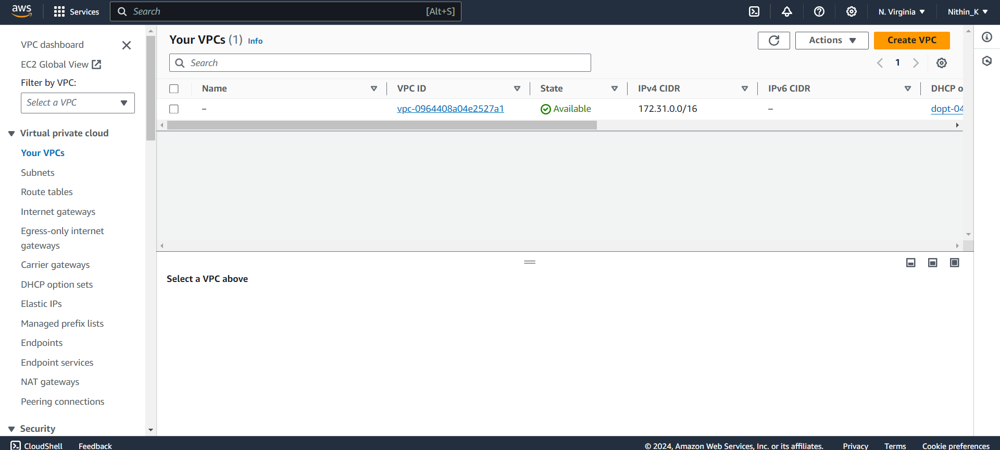 aws Services Search [Alt+S] N. Virginia Nithin_K
VPC dashboard
EC2 Global View
Filter by VPC:
Select a VPC
Virtual private cloud
Your VPCs
Subnets
Route tables
Internet gateways
Egress-only internet
gateways
Carrier gateways
DHCP option sets
Elastic IPs
Managed prefix lists
Endpoints
Endpoint services
NAT gateways
Peering connections
Security
Your VPCs (1) Info
Actions Create VPC
Search
1
Name VPC ID State IPv4 CIDR IPv6 CIDR DHCP o
– vpc-0964408a04e2527a1 Available 172.31.0.0/16 – dopt-04
Select a VPC above
CloudShell Feedback © 2024, Amazon Web Services, Inc. or its affiliates. Privacy Terms Cookie preferences